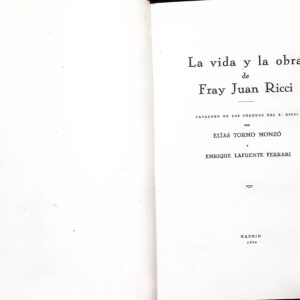 La vida y la obra
de
Fray Juan Ricci
CATÁLOGO DE LOS CUADROS DEL P. RICCI
POR
ELÍAS TORMO MONZÓ
Y
ENRIQUE LAFUENTE FERRARI
MADRID